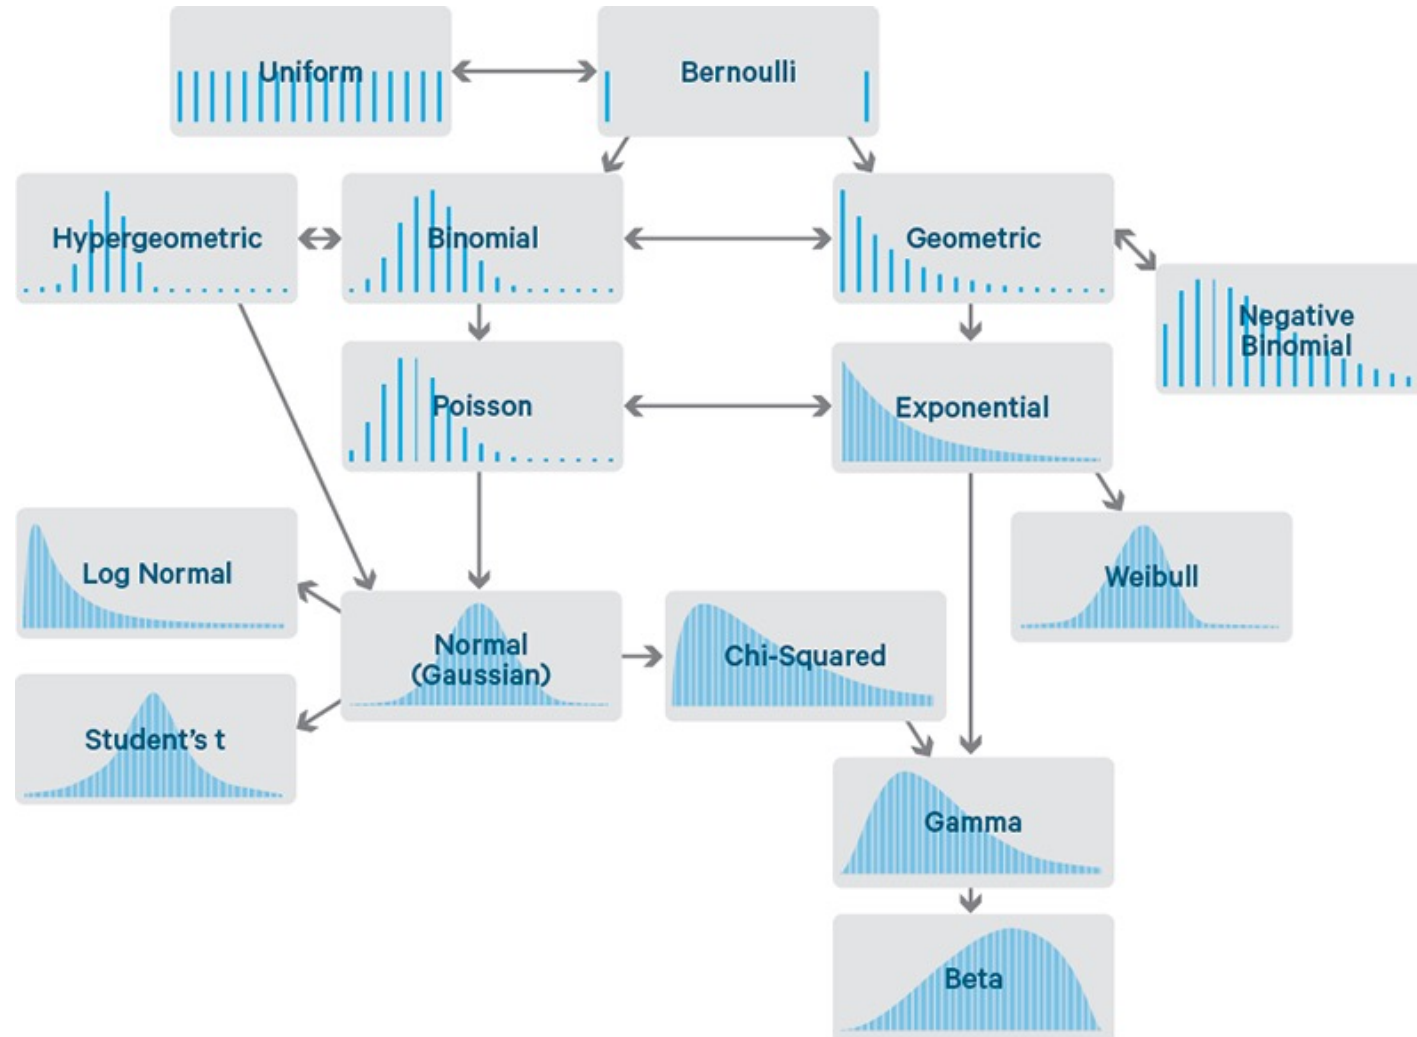 Uniform
Bernoulli
Hypergeometric
Binomial
Geometric
Negative
Binomial
Poisson
Exponential
Log Normal
Normal
(Gaussian)
Chi-Squared
Weibull
Student's t
Gamma
Beta